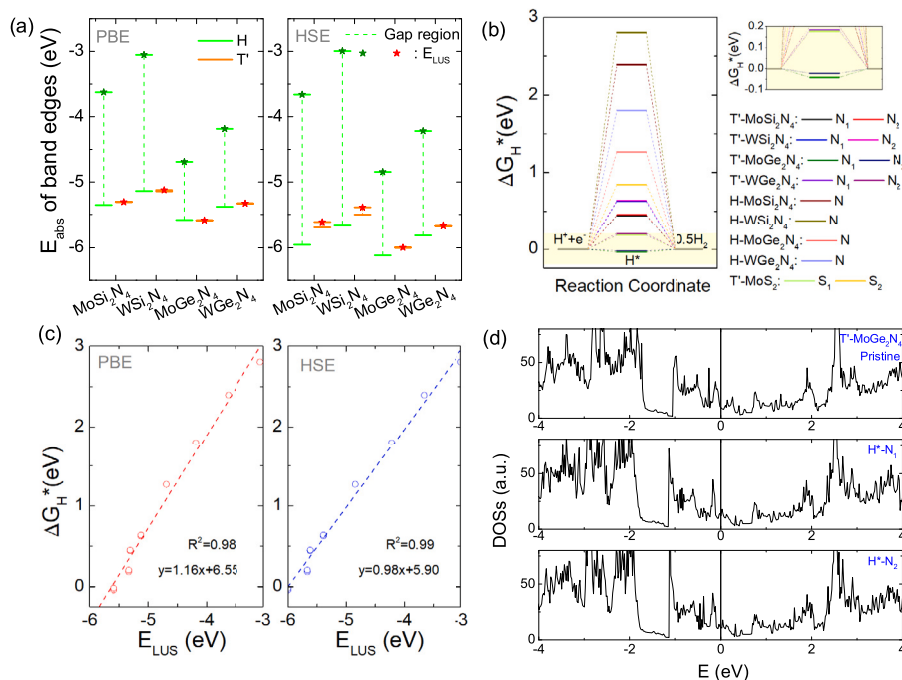 (a)
PBE
H
T'
HSE
Gap region
: E_LUS
E_abs of band edges (eV)
-3
-4
-5
-6
MoSi₂N₄
WSi₂N₄
MoGe₂N₄
WGe₂N₄
MoSi₂N₄
WSi₂N₄
MoGe₂N₄
WGe₂N₄
(b)
ΔG_H*(eV)
3
2
1
0
H⁺+e⁻
H*
0.5H₂
Reaction Coordnate
ΔG_H*(eV)
0.2
0.1
0.0
-0.1
T'-MoSi₂N₄: N₁ N₂
T'-WSi₂N₄: N₁ N₂
T'-MoGe₂N₄: N₁ N₂
T'-WGe₂N₄: N₁ N₂
H-MoSi₂N₄: N
H-WSi₂N₄: N
H-MoGe₂N₄: N
H-WGe₂N₄: N
T'-MoS₂: S₁ S₂
(c)
PBE
HSE
ΔG_H*(eV)
3
2
1
0
R²=0.98
y=1.16x+6.55
R²=0.99
y=0.98x+5.90
-6 -5 -4 -3 -5 -4 -3
E_LUS (eV)
E_LUS (eV)
(d)
T'-MoGe₂N₄
Pristine
50
0
-4 -2 0 2 4
H*-N₁
DOSs (a.u.)
50
0
-4 -2 0 2 4
H*-N₂
50
0
-4 -2 0 2 4
E (eV)